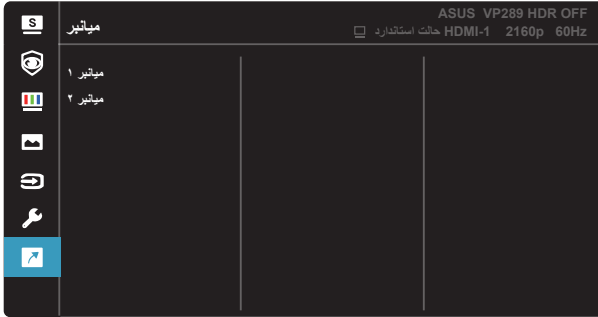 S
ASUS VP289 HDR OFF
میانبر
حالت استاندارد HDMI-1 2160p 60Hz
میانبر ۱
میانبر ۲